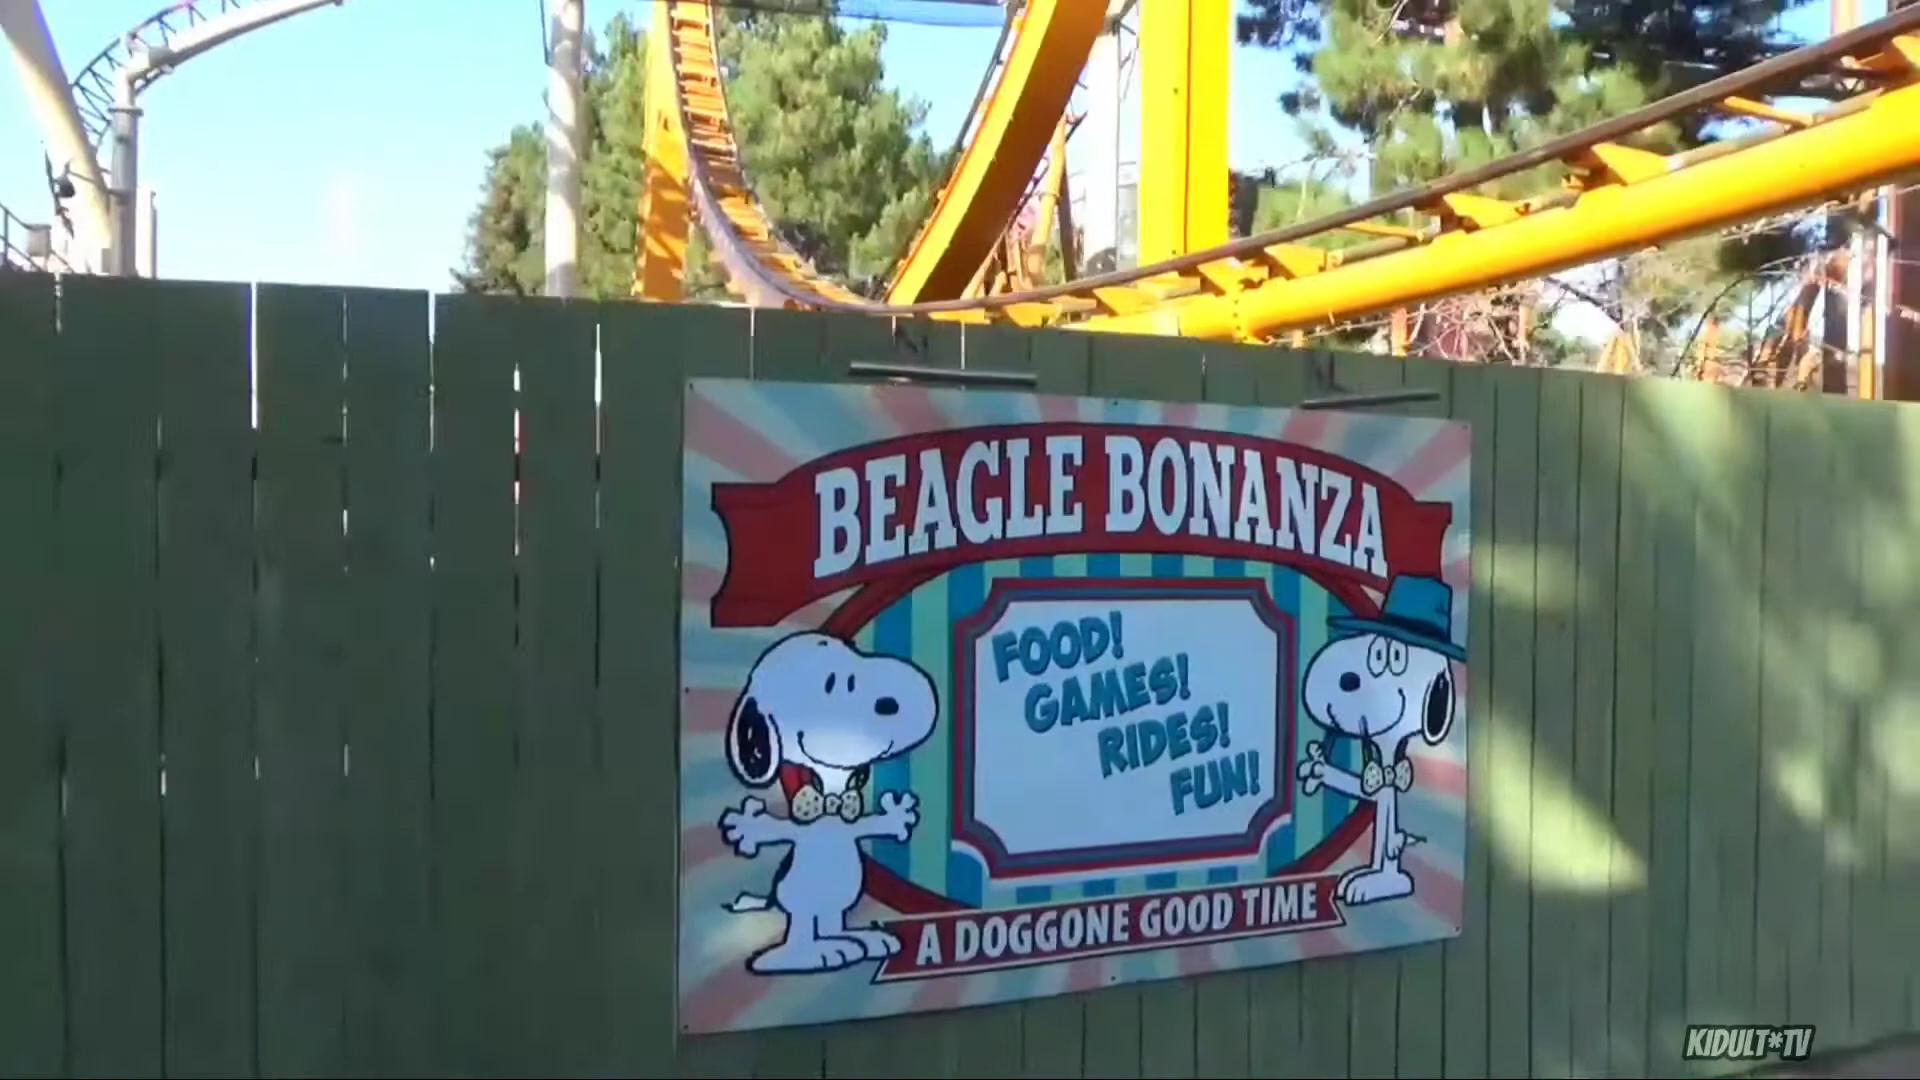 BEAGLE BONANZA
FOOD!
GAMES!
RIDES!
FUN!
A DOGGONE GOOD TIME
KIDULT*TV